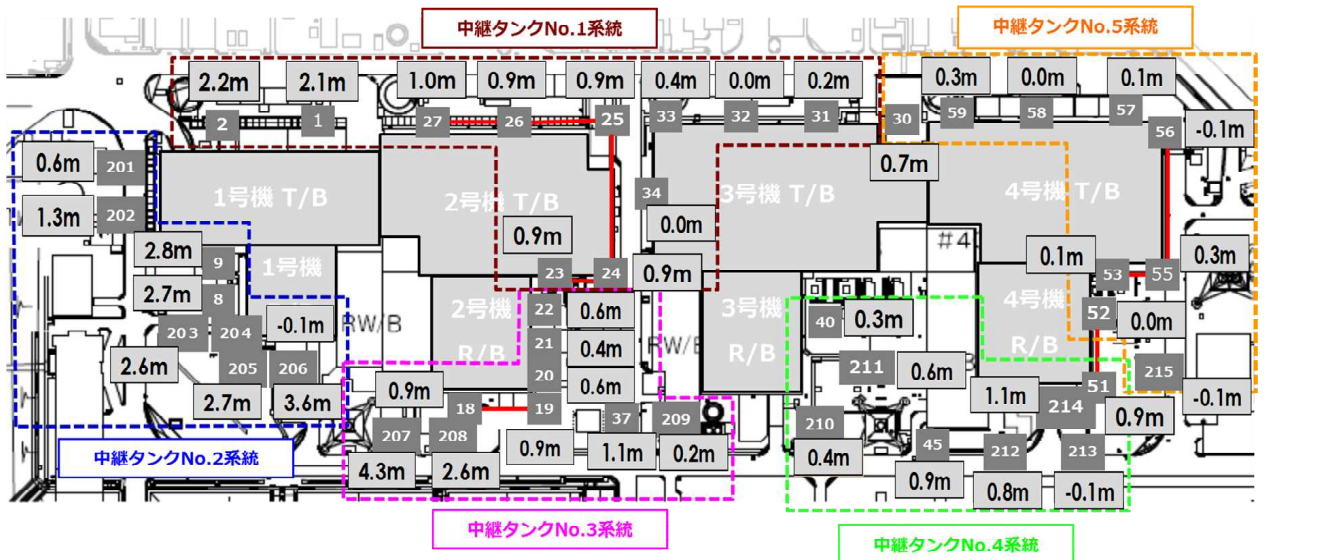 中継タンクNo.1系統
中継タンクNo.5系統
2.2m
2.1m
1.0m
0.9m
0.9m
0.4m
0.0m
0.2m
0.3m
0.0m
0.1m
2
1
27
26
25
33
32
31
30
59
58
57
56
-0.1m
0.6m
201
1.3m
202
1号機 T/B
2号機 T/B
3号機 T/B
4号機 T/B
0.7m
34
0.0m
0.9m
#4
2.8m
9
2.7m
8
1号機
23
24
0.9m
0.1m
53
55
0.3m
203
204
-0.1m
RW/B
2号機
R/B
22
0.6m
21
0.4m
20
0.6m
RW/B
3号機
R/B
40
0.3m
4号機
R/B
52
0.0m
2.6m
205
206
2.7m
3.6m
0.9m
18
19
37
209
211
0.6m
1.1m
51
215
-0.1m
214
0.9m
207
208
4.3m
2.6m
0.9m
1.1m
0.2m
210
0.4m
45
212
213
0.9m
0.8m
-0.1m
中継タンクNo.2系統
中継タンクNo.3系統
中継タンクNo.4系統